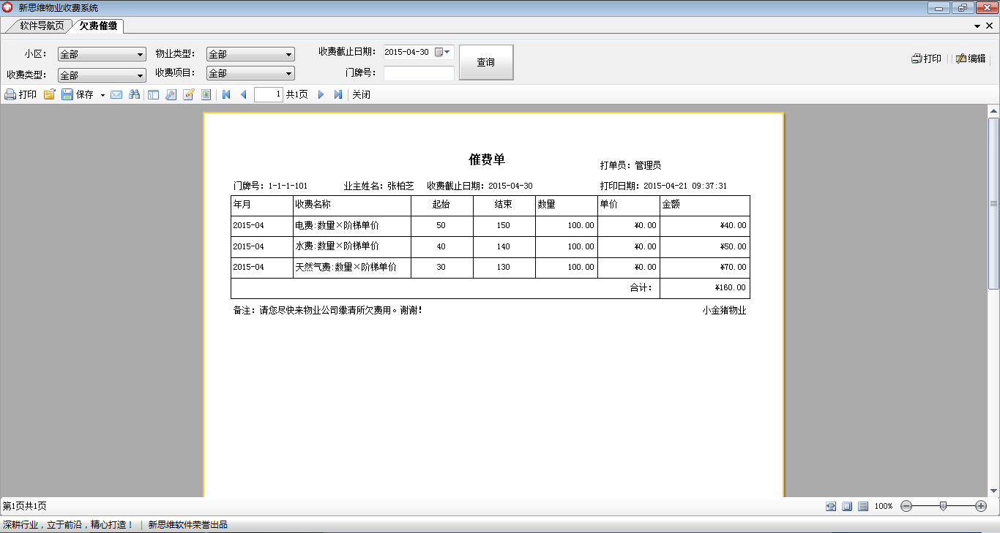 新思维物业收费系统
软件导航页 欠费催缴
小区： 全部 物业类型： 全部 收费截止日期： 2015-04-30 查询 打印 编辑
收费类型： 全部 收费项目： 全部 门牌号：
打印 保存 1 共1页 关闭
催费单
打单员：管理员
门牌号：1-1-1-101 业主姓名：张柏芝 收费截止日期：2015-04-30 打印日期：2015-04-21 09:37:31
年月 收费名称 起始 结束 数量 单价 金额
2015-04 电费:数量×阶梯单价 50 150 100.00 ¥0.00 ¥40.00
2015-04 水费:数量×阶梯单价 40 140 100.00 ¥0.00 ¥50.00
2015-04 天然气费:数量×阶梯单价 30 130 100.00 ¥0.00 ¥70.00
合计： ¥160.00
备注：请您尽快来物业公司缴清所欠费用。谢谢！ 小金猪物业
第1页共1页 100%
深耕行业，立于前沿，精心打造！ | 新思维软件荣誉出品